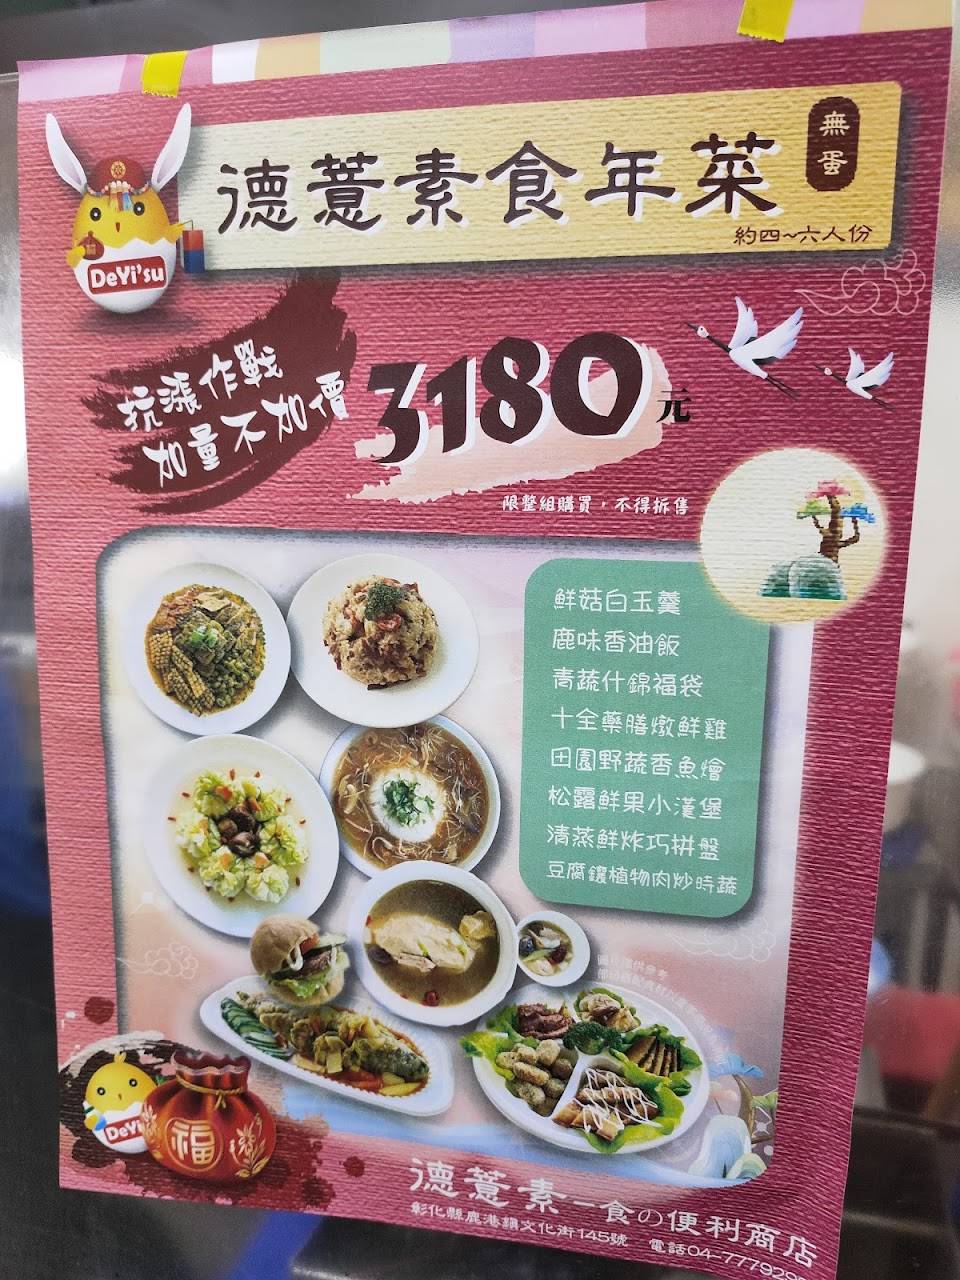 無蛋
德薏素食年菜
約四~六人份
DeYi'su
抗漲作戰
加量不加價
3180元
限整組購買，不得拆售
鮮菇白玉羹
鹿味香油飯
青蔬什錦福袋
十全藥膳燉鮮雞
田園野蔬香魚燴
松露鮮果小漢堡
清蒸鮮炸巧拼盤
豆腐鑲植物肉炒時蔬
DeYi
福
德薏素－食の便利商店
彰化縣鹿港鎮文化街145號 電話04-777929